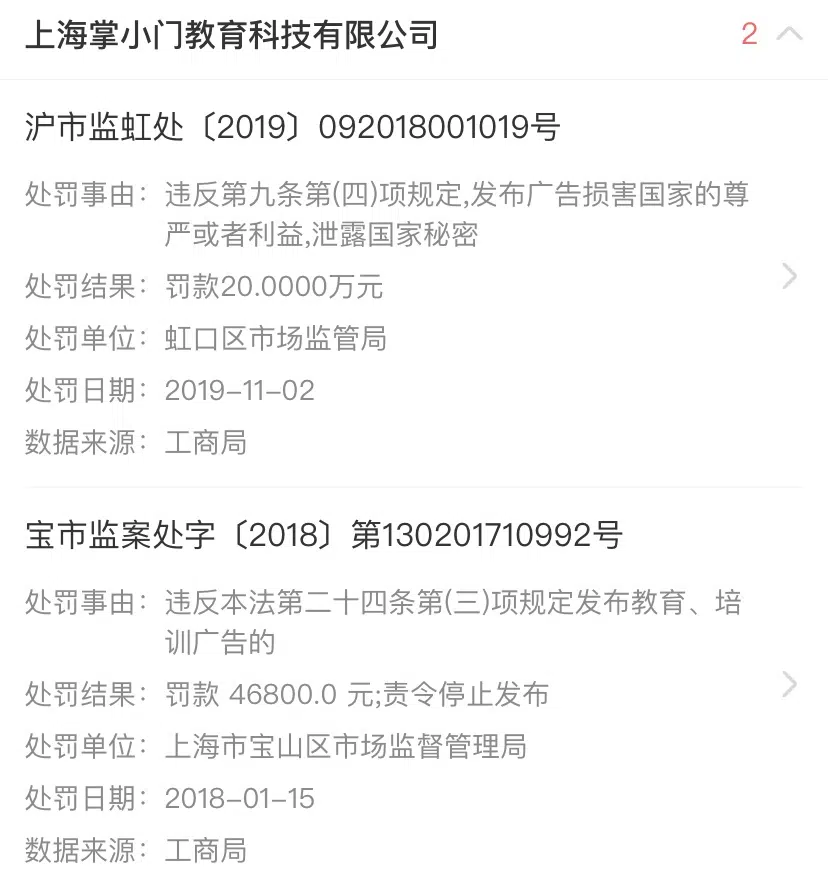 上海掌小门教育科技有限公司 2
沪市监虹处〔2019〕092018001019号
处罚事由： 违反第九条第(四)项规定,发布广告损害国家的尊
严或者利益,泄露国家秘密
处罚结果： 罚款20.0000万元
处罚单位： 虹口区市场监管局
处罚日期： 2019-11-02
数据来源： 工商局
宝市监案处字〔2018〕第130201710992号
处罚事由： 违反本法第二十四条第(三)项规定发布教育、培
训广告的
处罚结果： 罚款 46800.0 元;责令停止发布
处罚单位： 上海市宝山区市场监督管理局
处罚日期： 2018-01-15
数据来源： 工商局